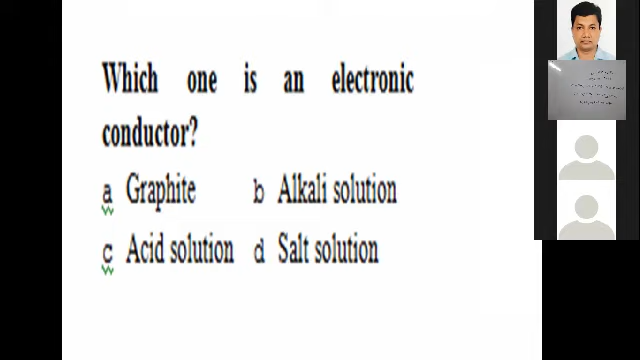 Which one is an electronic
conductor?
a Graphite b Alkali solution
c Acid solution d Salt solution